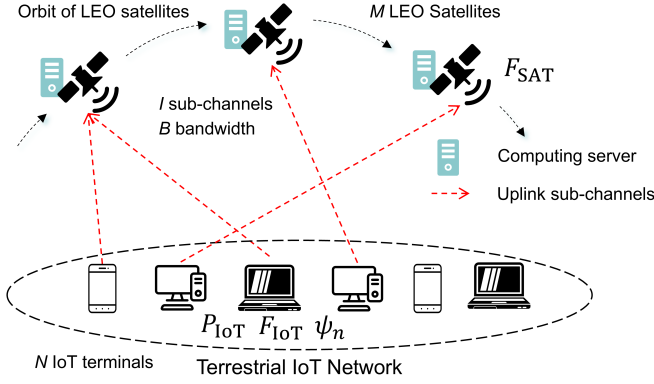 Orbit of LEO satellites
M LEO Satellites
F_SAT
I sub-channels
B bandwidth
Computing server
Uplink sub-channels
P_IoT F_IoT ψ_n
N IoT terminals
Terrestrial IoT Network